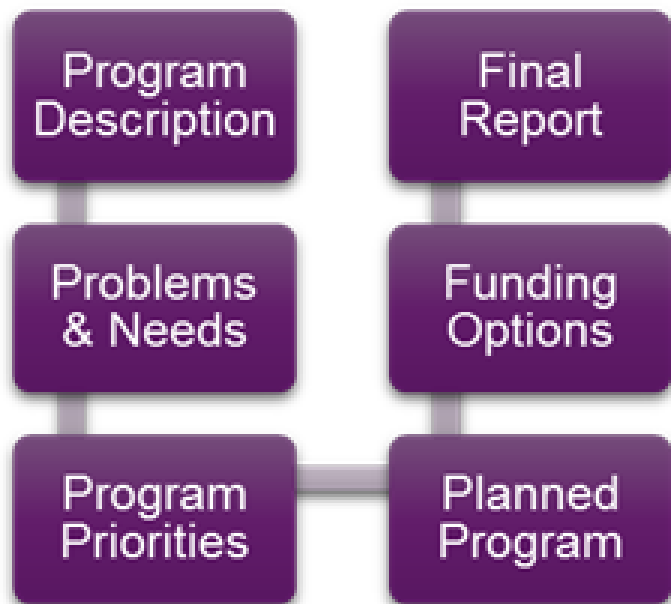 Program
Description
Problems
& Needs
Program
Priorities
Planned
Program
Funding
Options
Final
Report